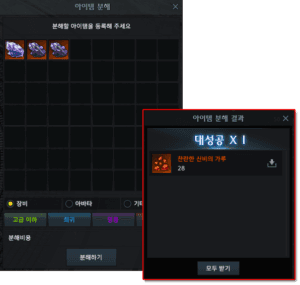 아이템 분해
분해할 아이템을 등록해 주세요
장비
아바타
고급 이하
희귀
분해비용
분해하기
아이템 분해 결과
대성공 X 1
찬란한 신비의 가루
28
모두 받기